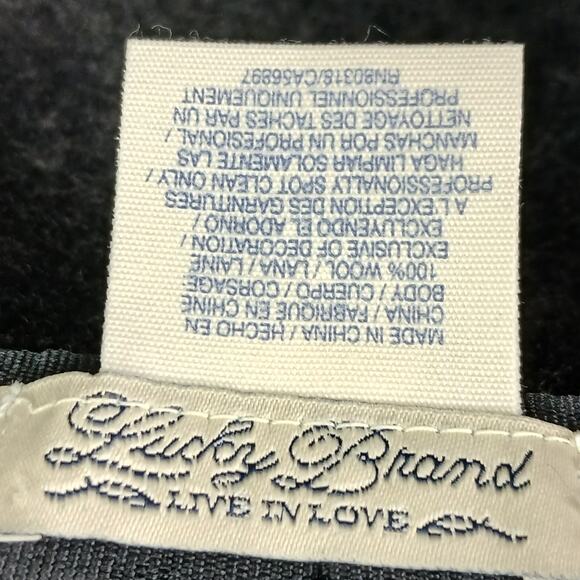 MADE IN CHINA / HECHO EN
CHINA / FABRIQUE EN CHINE
BODY / CUERPO / CORSAGE
100% WOOL / LANA / LAINE
EXCLUSIVE OF DECORATION /
EXCLUYENDO EL ADORNO /
A L'EXCEPTION DES GARNITURES
PROFESSIONALLY SPOT CLEAN ONLY /
HAGA LIMPIAR SOLAMENTE LAS
MANCHAS POR UN PROFESIONAL /
NETTOYAGE DES TACHES PAR UN
PROFESSIONNEL UNIQUEMENT
RN80318/CA56897
Lucky Brand
LIVE IN LOVE